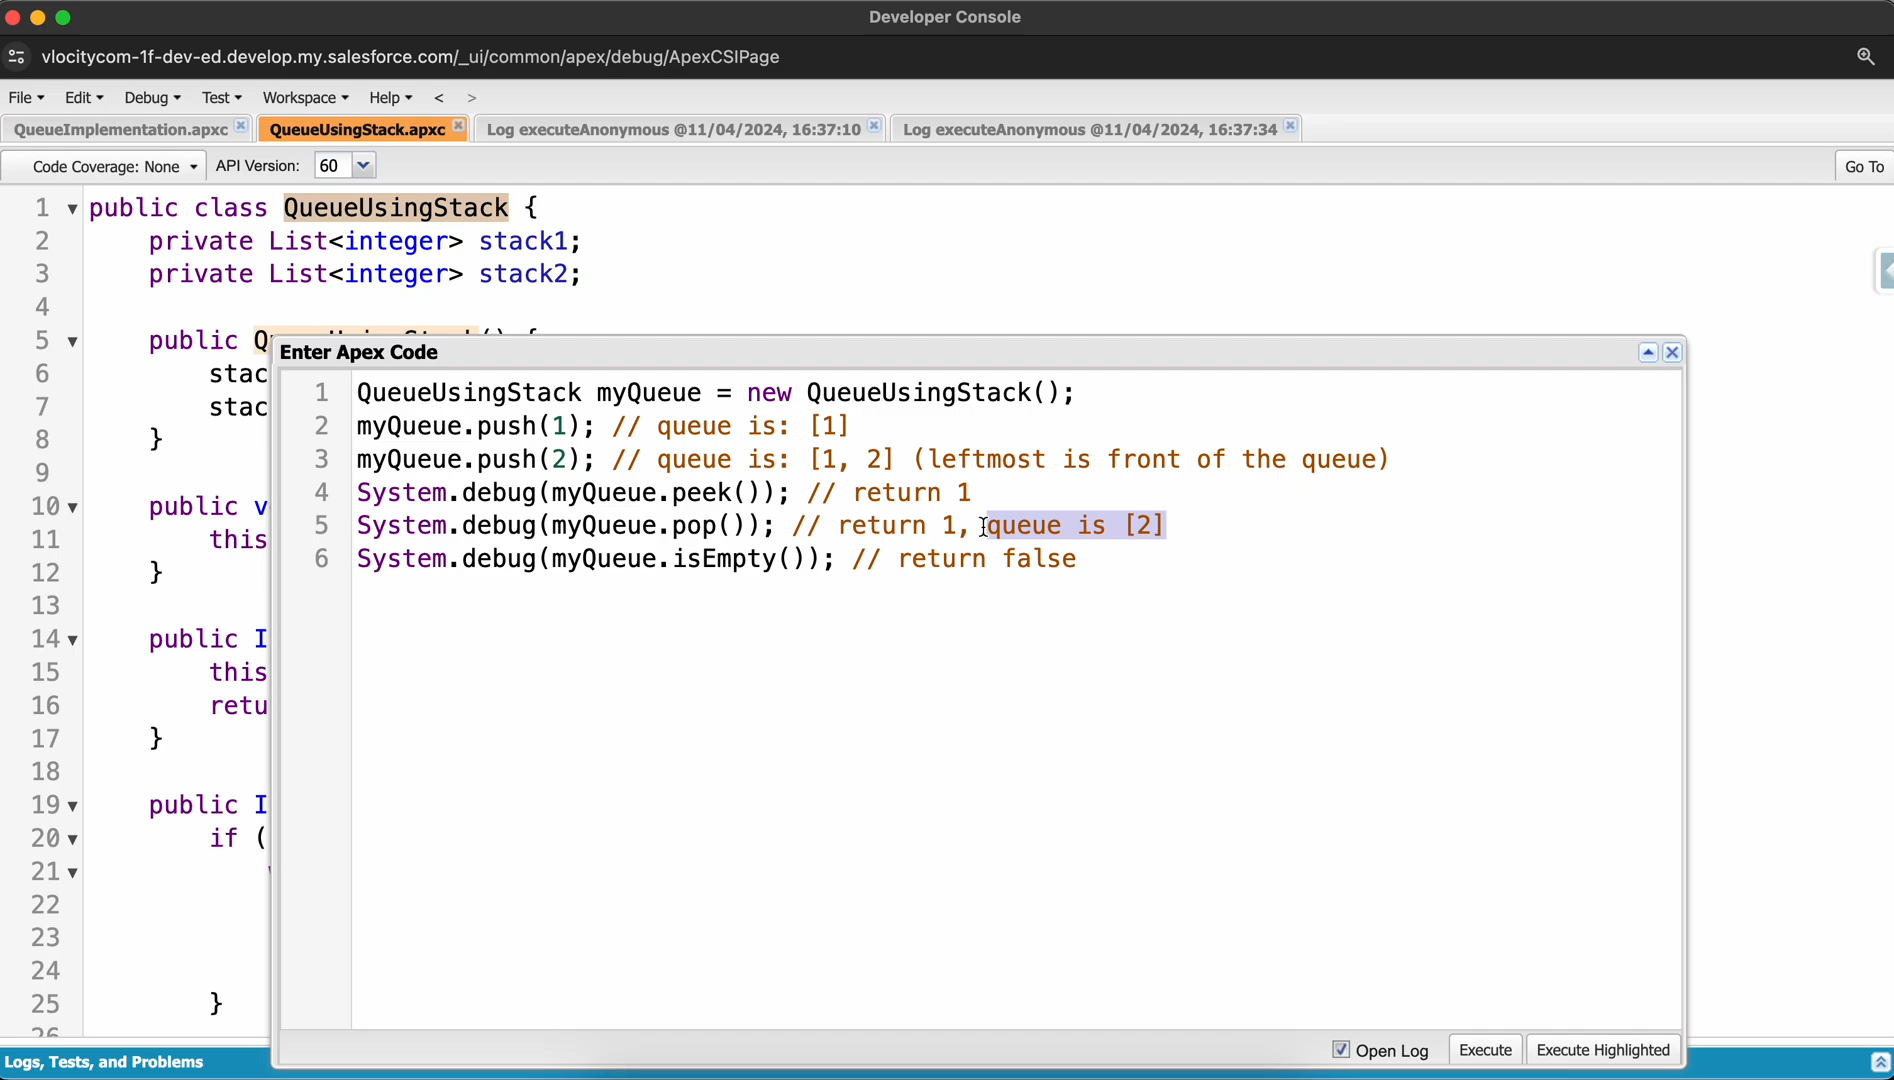 Developer Console
vlocitycom-1f-dev-ed.develop.my.salesforce.com/_ui/common/apex/debug/ApexCSIPage
File Edit Debug Test Workspace Help < >
QueueImplementation.apxc QueueUsingStack.apxc Log executeAnonymous @11/04/2024, 16:37:10 Log executeAnonymous @11/04/2024, 16:37:34
Code Coverage: None API Version: 60 Go To
1 public class QueueUsingStack {
2 private List<integer> stack1;
3 private List<integer> stack2;
4
5 public QueueUsingStack() {
6 stac
7 stac
8 }
9
10 public v
11 this
12 }
13
14 public I
15 this
16 retu
17 }
18
19 public I
20 if (
21
22
23
24
25 }
26
Enter Apex Code
1 QueueUsingStack myQueue = new QueueUsingStack();
2 myQueue.push(1); // queue is: [1]
3 myQueue.push(2); // queue is: [1, 2] (leftmost is front of the queue)
4 System.debug(myQueue.peek()); // return 1
5 System.debug(myQueue.pop()); // return 1, queue is [2]
6 System.debug(myQueue.isEmpty()); // return false
Open Log Execute Execute Highlighted
Logs, Tests, and Problems